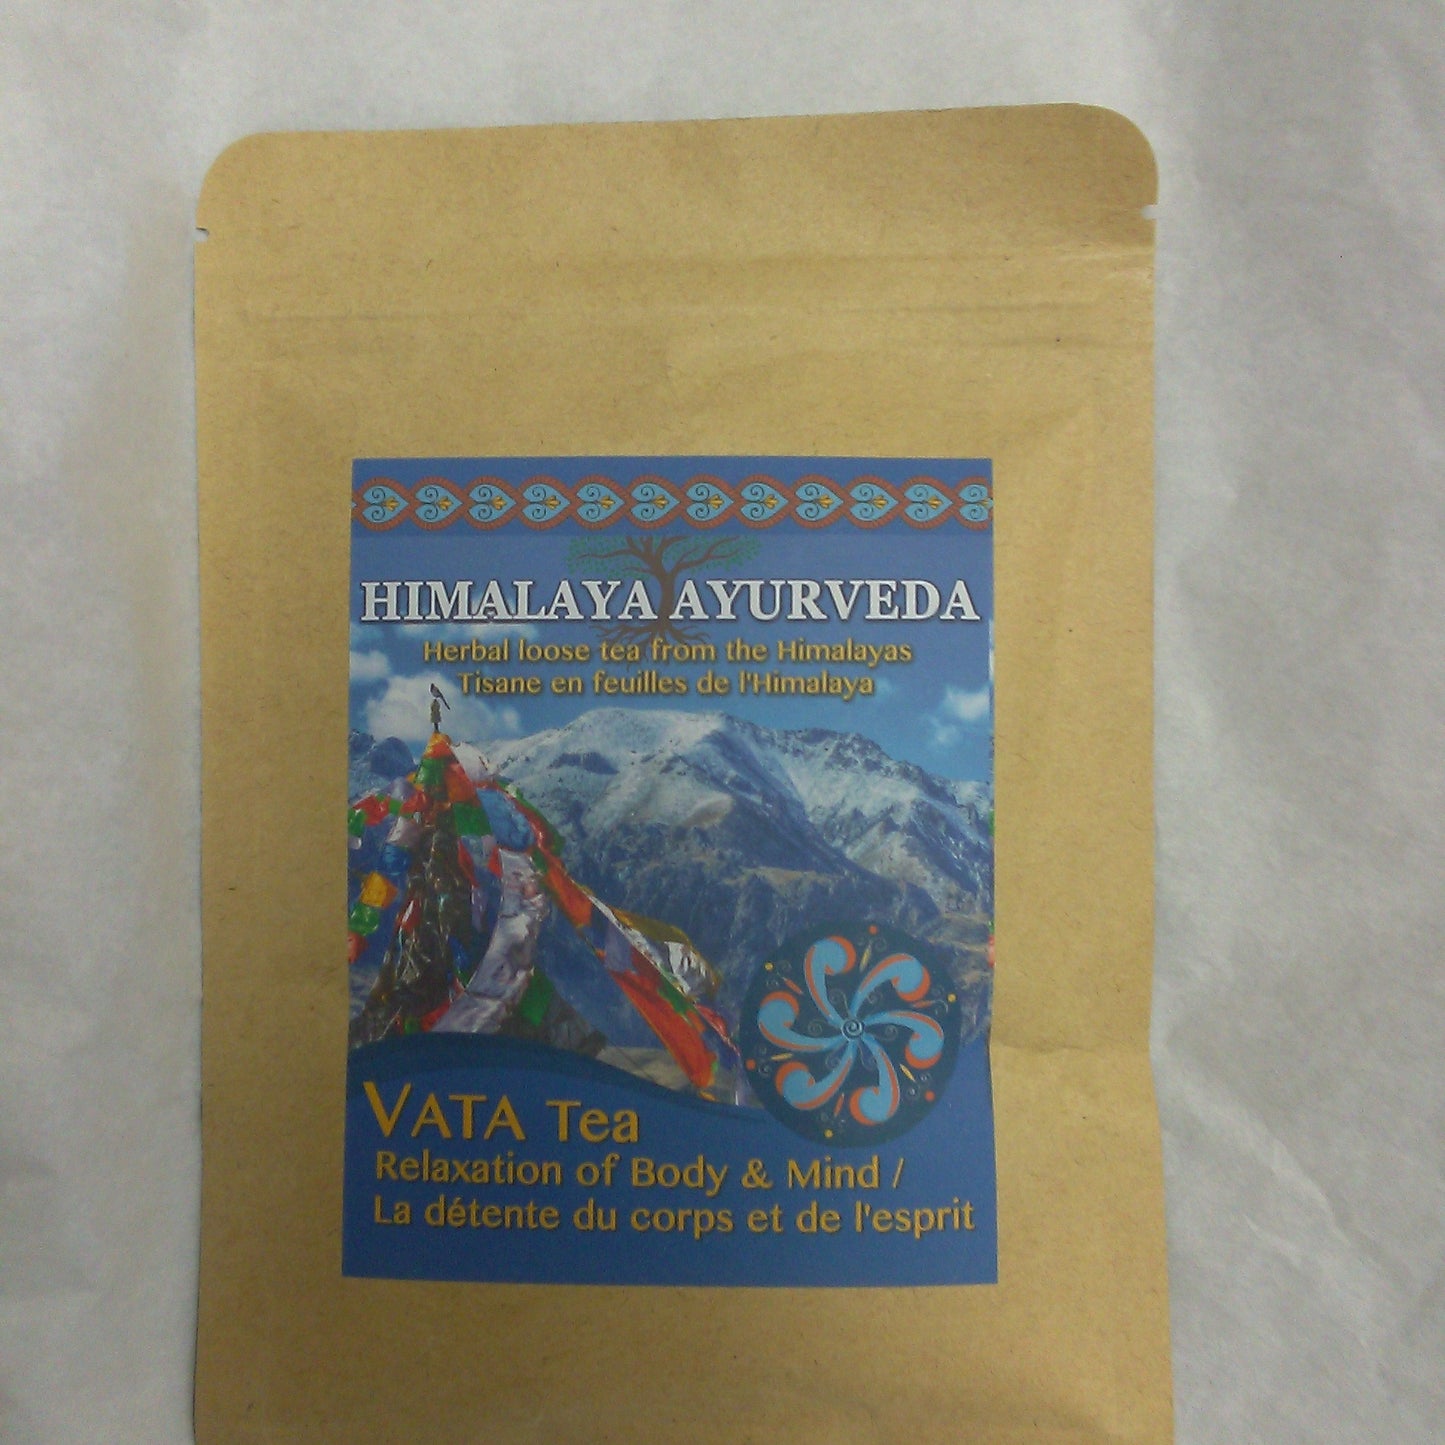 HIMALAYA AYURVEDA
Herbal loose tea from the Himalayas
Tisane en feuilles de l'Himalaya
VATA Tea
Relaxation of Body & Mind /
La détente du corps et de l'esprit